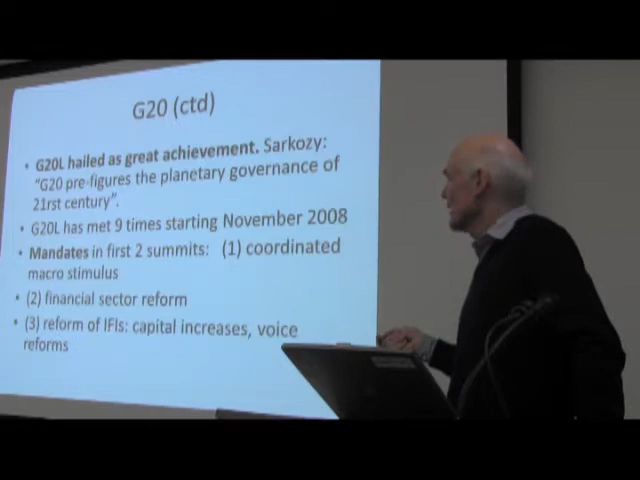 G20 (ctd)
• G20L hailed as great achievement. Sarkozy:
"G20 pre-figures the planetary governance of
21rst century".
• G20L has met 9 times starting November 2008
• Mandates in first 2 summits: (1) coordinated
macro stimulus
• (2) financial sector reform
• (3) reform of IFIs: capital increases, voice
reforms